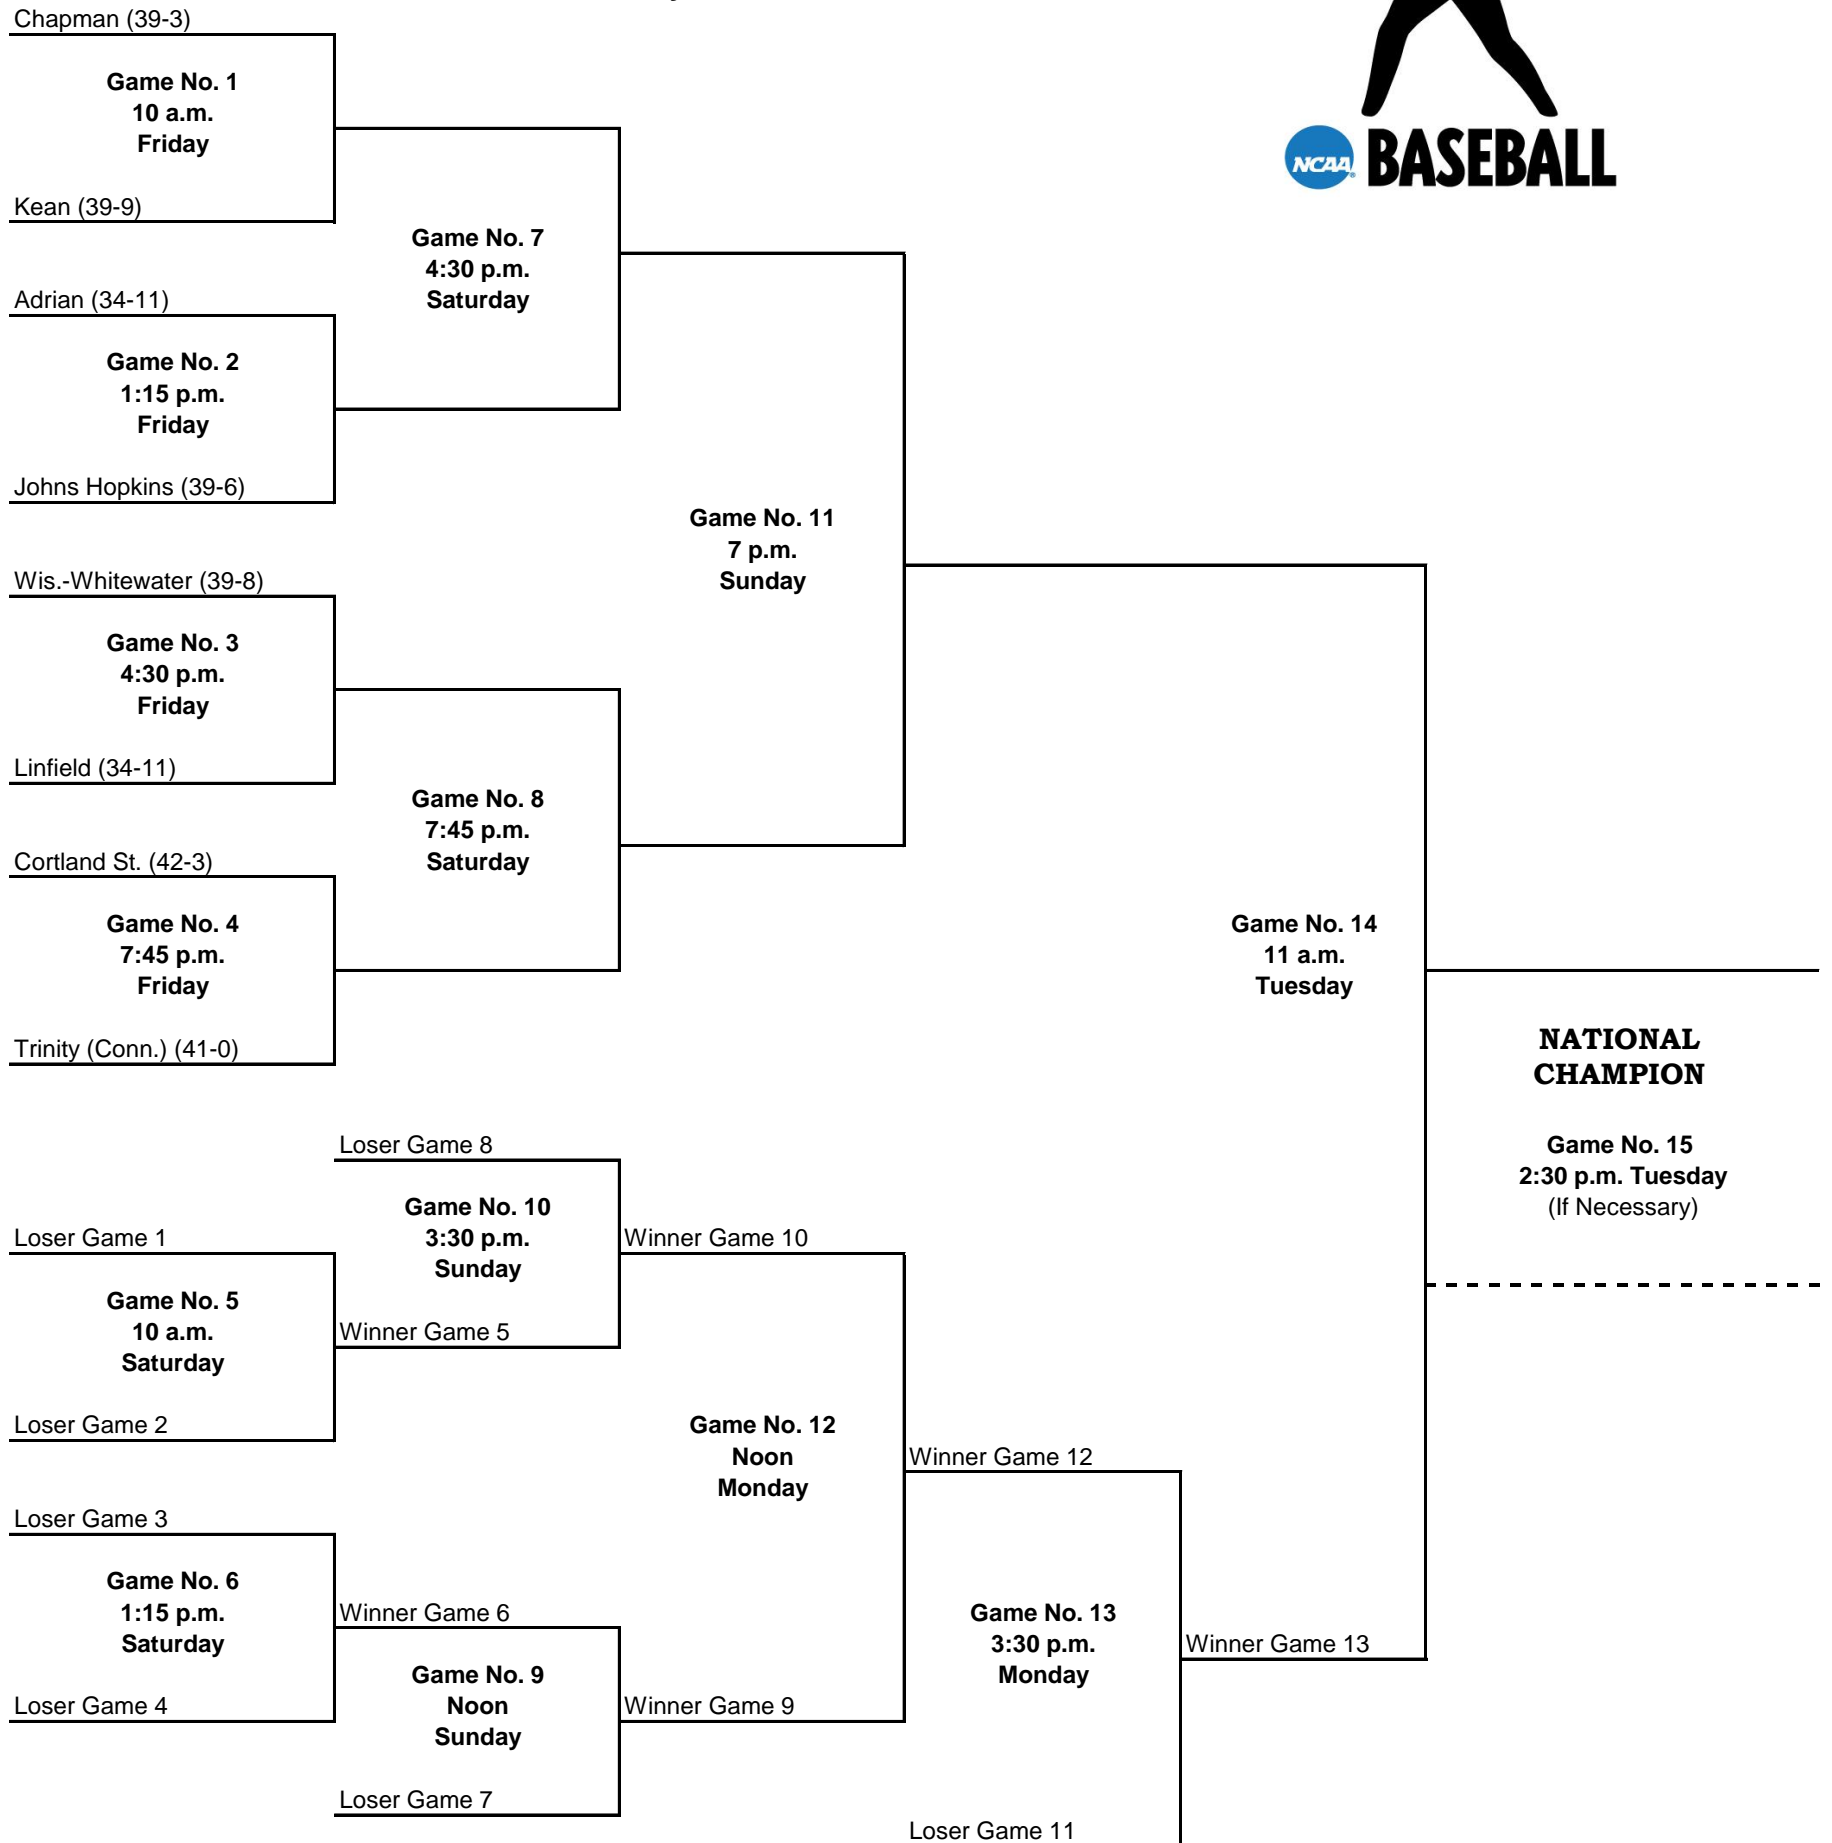 Chapman (39-3)
Game No. 1
10 a.m.
Friday
Kean (39-9)
Game No. 7
4:30 p.m.
Saturday
Adrian (34-11)
Game No. 2
1:15 p.m.
Friday
Johns Hopkins (39-6)
Game No. 11
7 p.m.
Sunday
Wis.-Whitewater (39-8)
Game No. 3
4:30 p.m.
Friday
Linfield (34-11)
Game No. 8
7:45 p.m.
Saturday
Cortland St. (42-3)
Game No. 4
7:45 p.m.
Friday
Trinity (Conn.) (41-0)
NCAA BASEBALL
Game No. 14
11 a.m.
Tuesday
NATIONAL
CHAMPION
Game No. 15
2:30 p.m. Tuesday
(If Necessary)
Loser Game 8
Game No. 10
3:30 p.m.
Sunday
Winner Game 10
Loser Game 1
Game No. 5
10 a.m.
Saturday
Winner Game 5
Loser Game 2
Game No. 12
Noon
Monday
Winner Game 12
Loser Game 3
Game No. 6
1:15 p.m.
Saturday
Winner Game 6
Loser Game 4
Game No. 9
Noon
Sunday
Winner Game 9
Loser Game 7
Game No. 13
3:30 p.m.
Monday
Winner Game 13
Loser Game 11